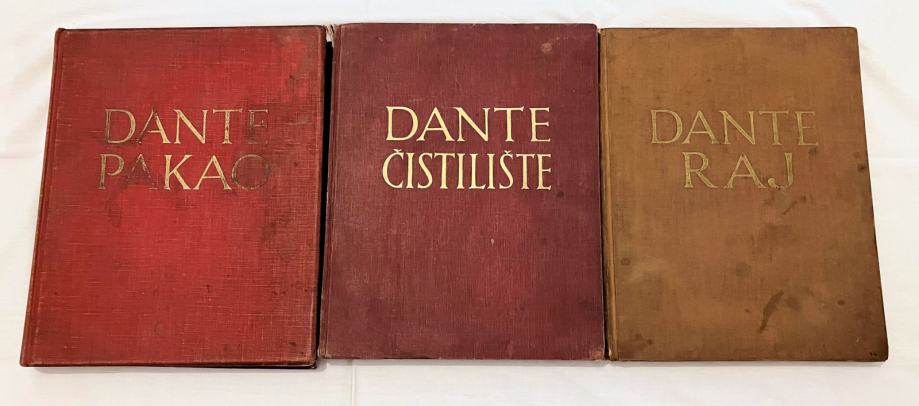 DANTE
PAKAO
DANTE
ČISTILIŠTE
DANTE
RAJ